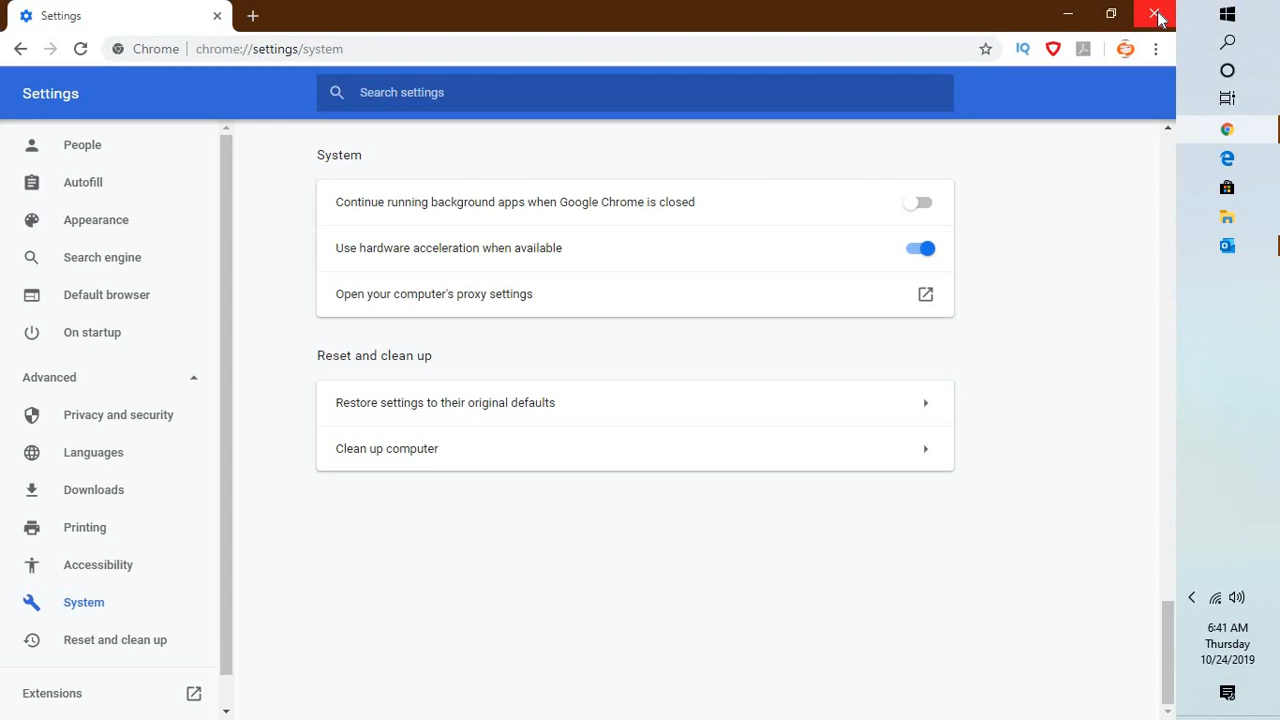 Settings
Chrome chrome://settings/system
IQ
Settings
Search settings
People
Autofill
Appearance
Search engine
Default browser
On startup
Advanced
Privacy and security
Languages
Downloads
Printing
Accessibility
System
Reset and clean up
Extensions
System
Continue running background apps when Google Chrome is closed
Use hardware acceleration when available
Open your computer's proxy settings
Reset and clean up
Restore settings to their original defaults
Clean up computer
6:41 AM
Thursday
10/24/2019